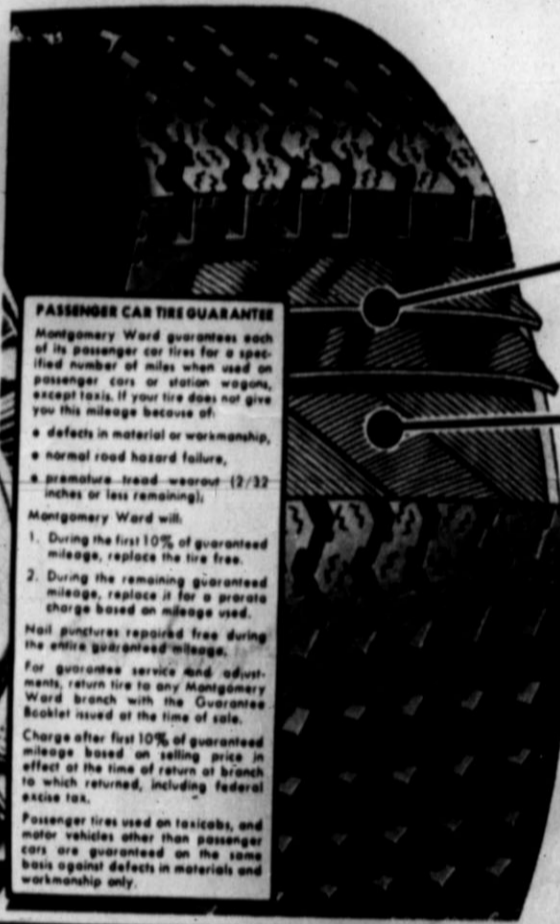 PASSENGER CAR TIRE GUARANTEE
Montgomery Ward guarantees each
of its passenger car tires for a spec-
ified number of miles when used on
passenger cars or station wagons,
except taxis. If your tire does not give
you this mileage because of:
• defects in material or workmanship,
• normal road hazard failure,
• premature tread wearout (2/32
inches or less remaining);
Montgomery Ward will:
1. During the first 10% of guaranteed
mileage, replace the tire free.
2. During the remaining guaranteed
mileage, replace it for a prorata
charge based on mileage used.
Nail punctures repaired free during
the entire guaranteed mileage.
For guarantee service and adjust-
ments, return tire to any Montgomery
Ward branch with the Guarantee
Booklet issued at the time of sale.
Charge after first 10% of guaranteed
mileage based on selling price in
effect at the time of return at branch
to which returned, including federal
excise tax.
Passenger tires used on taxicabs, and
motor vehicles other than passenger
cars are guaranteed on the same
basis against defects in materials and
workmanship only.